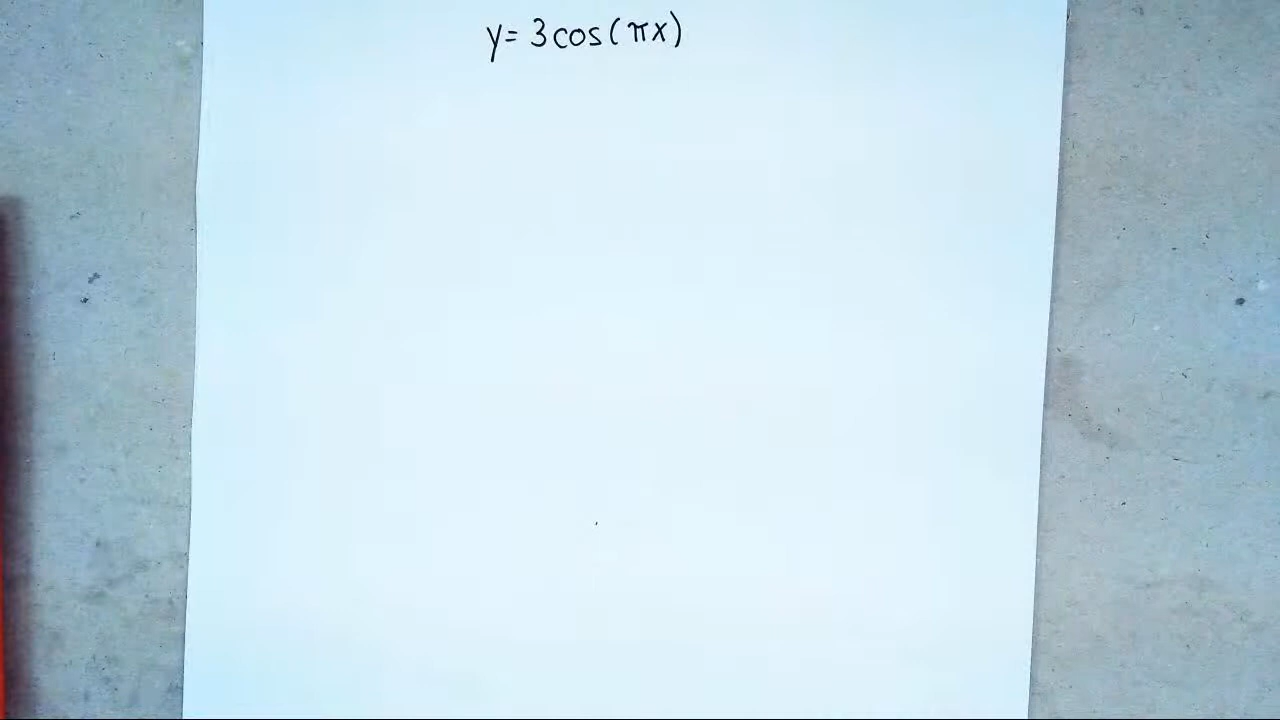 y= 3cos(πx)